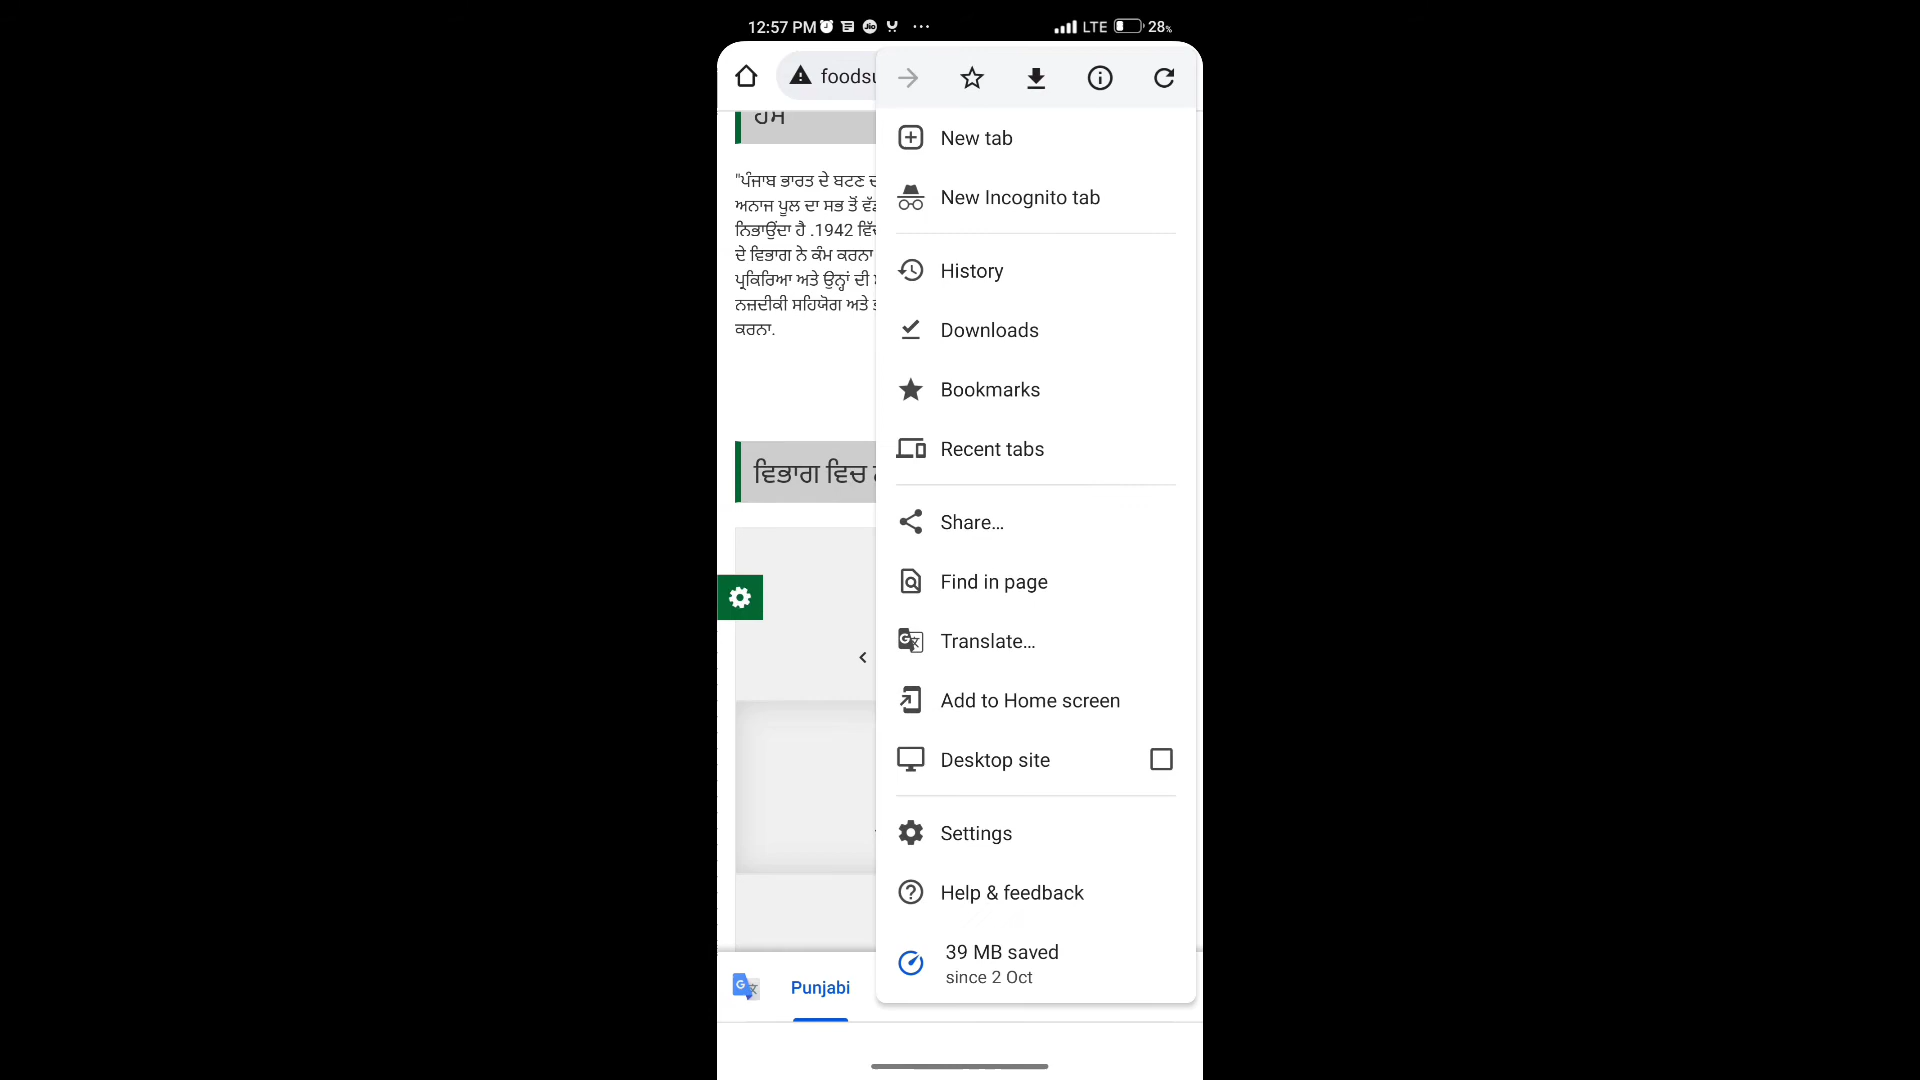 12:57 PM
LTE 28%
foodsu
ਹੋਮ
"ਪੰਜਾਬ ਭਾਰਤ ਦੇ ਬਟਣ ਦ
ਅਨਾਜ ਪੂਲ ਦਾ ਸਭ ਤੋਂ
ਨਿਭਾਉਂਦਾ ਹੈ .1942 ਵਿੱਚ
ਦੇ ਵਿਭਾਗ ਨੇ ਕੰਮ ਕਰਨਾ
ਪ੍ਰਕਿਰਿਆ ਅਤੇ ਉਨ੍ਹਾਂ ਦੀ
ਨਜ਼ਦੀਕੀ ਸਹਿਯੋਗ ਅਤੇ
ਕਰਨਾ.
ਵਿਭਾਗ ਵਿਚ
Punjabi
New tab
New Incognito tab
History
Downloads
Bookmarks
Recent tabs
Share...
Find in page
Translate...
Add to Home screen
Desktop site
Settings
Help & feedback
39 MB saved
since 2 Oct